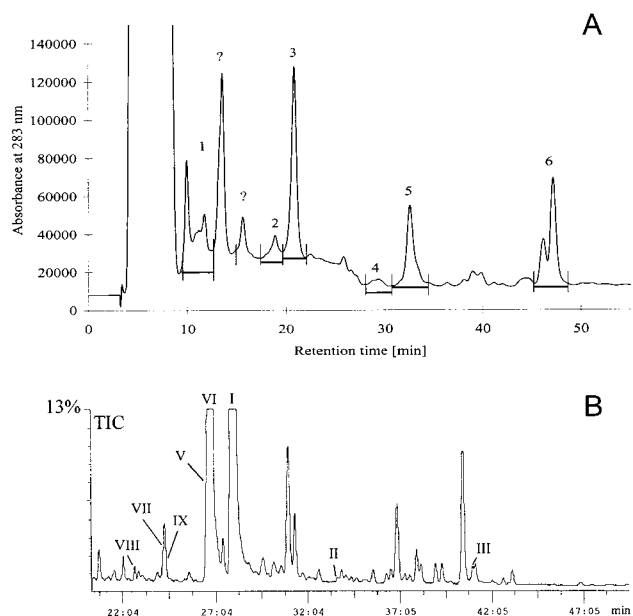 A
Absorbance at 283 nm
140000
120000
100000
80000
60000
40000
20000
0
1
?
?
2
3
4
5
6
0
10
20
30
40
50
Retention time [min]
B
13%
TIC
VI
I
V
VII
IX
VIII
II
III
22:04
27:04
32:04
37:05
42:05
47:05
min